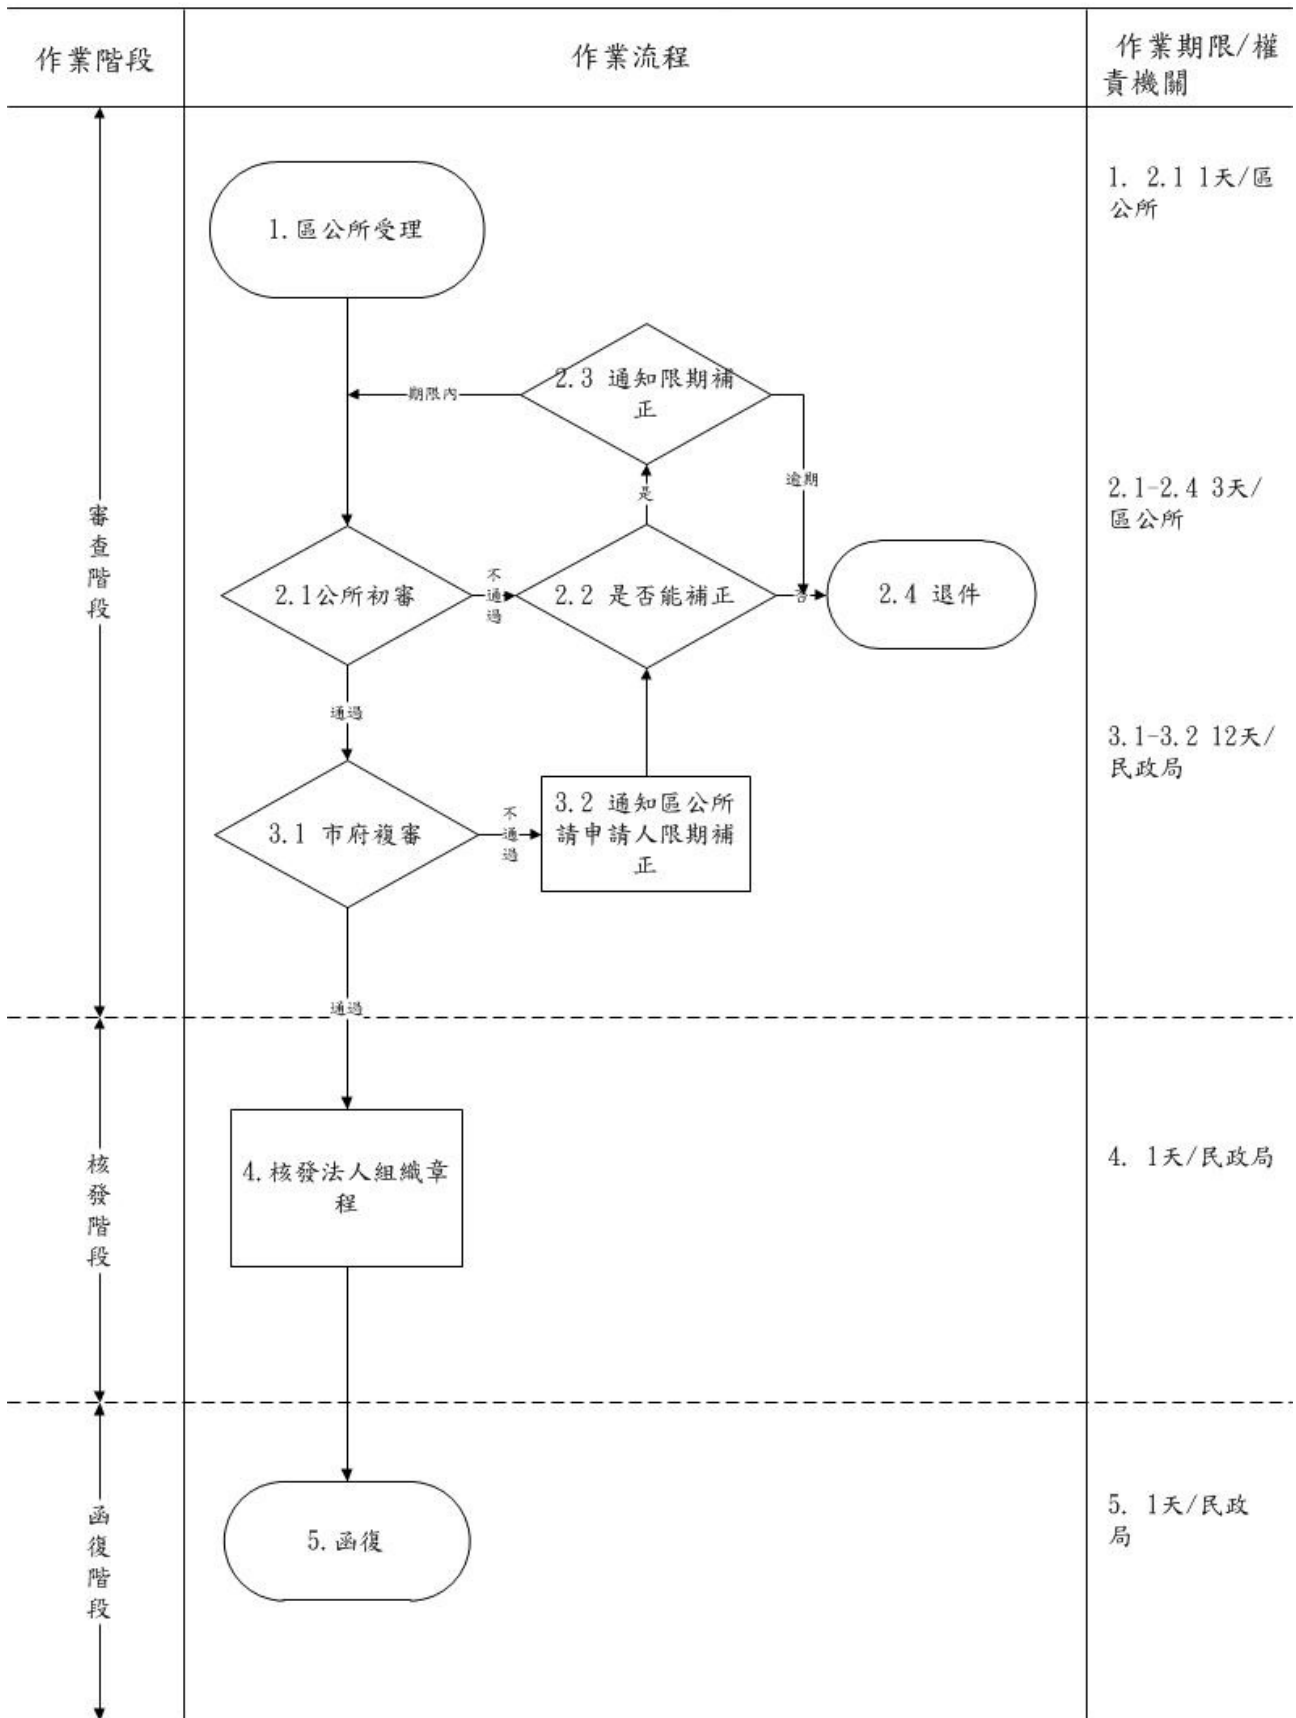 作業階段
作業流程
作業期限/權
責機關
審查階段
1.區公所受理
1. 2.1 1天/區
公所
2.3 通知限期補
正
期限內
逾期
是
2.1-2.4 3天/
區公所
2.1公所初審
不通過
2.2 是否能補正
否
2.4 退件
通過
3.1-3.2 12天/
民政局
3.1 市府複審
不通過
3.2 通知區公所
請申請人限期補
正
通過
核發階段
4.核發法人組織章
程
4. 1天/民政局
函復階段
5.函復
5. 1天/民政
局